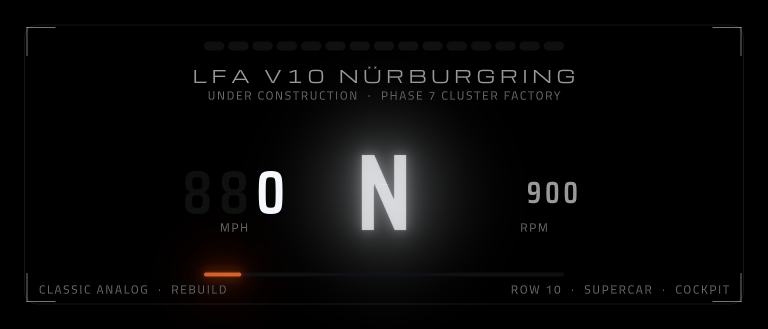 LFA V10 NÜRBURGRING
UNDER CONSTRUCTION · PHASE 7 CLUSTER FACTORY
880 N 900
MPH RPM
CLASSIC ANALOG · REBUILD ROW 10 · SUPERCAR · COCKPIT